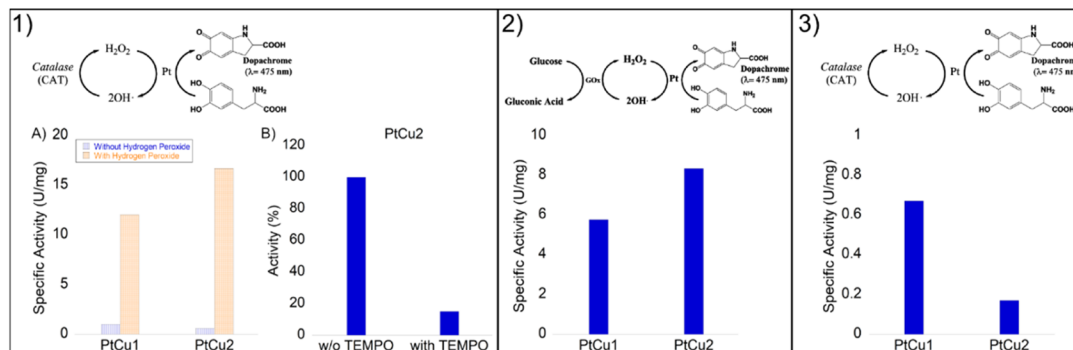 1)
Catalase
(CAT)
H₂O₂
2OH·
Pt
H
N
O
O
COOH
Dopachrome
(λ= 475 nm)
HO
HO
NH₂
COOH
A)
20
15
10
5
0
Specific Activity (U/mg)
Without Hydrogen Peroxide
With Hydrogen Peroxide
PtCu1 PtCu2
B)
PtCu2
120
100
80
60
40
20
0
Activity (%)
w/o TEMPO with TEMPO
2)
Glucose
Gluconic Acid
GOx
H₂O₂
2OH·
Pt
H
N
O
O
COOH
Dopachrome
(λ= 475 nm)
HO
HO
NH₂
COOH
10
8
6
4
2
0
Specific Activity (U/mg)
PtCu1 PtCu2
3)
Catalase
(CAT)
H₂O₂
2OH·
Pt
H
N
O
O
COOH
Dopachrome
(λ= 475 nm)
HO
HO
NH₂
COOH
1
0.8
0.6
0.4
0.2
0
Specific Activity (U/mg)
PtCu1 PtCu2